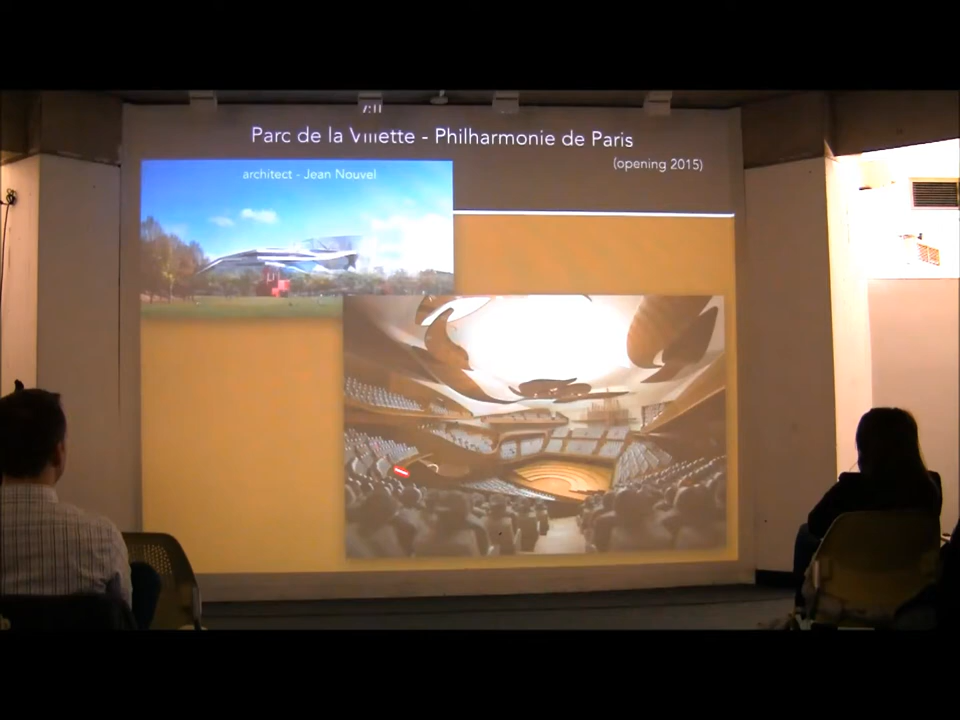 Parc de la Villette - Philharmonie de Paris
(opening 2015)
architect - Jean Nouvel